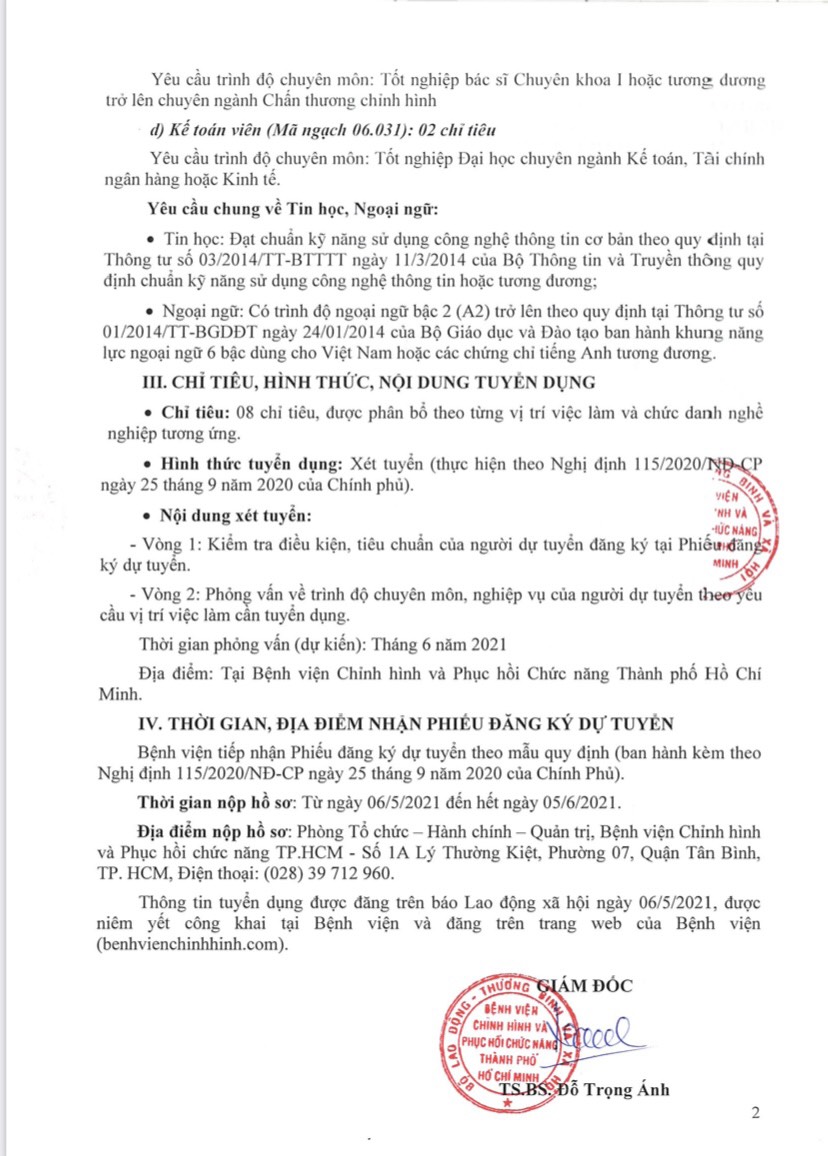 Yêu cầu trình độ chuyên môn: Tốt nghiệp bác sĩ Chuyên khoa I hoặc tương đương
trở lên chuyên ngành Chấn thương chỉnh hình
d) Kế toán viên (Mã ngạch 06.031): 02 chỉ tiêu
Yêu cầu trình độ chuyên môn: Tốt nghiệp Đại học chuyên ngành Kế toán, Tài chính
ngân hàng hoặc Kinh tế.
Yêu cầu chung về Tin học, Ngoại ngữ:
• Tin học: Đạt chuẩn kỹ năng sử dụng công nghệ thông tin cơ bản theo quy định tại
Thông tư số 03/2014/TT-BTTTT ngày 11/3/2014 của Bộ Thông tin và Truyền thông quy
định chuẩn kỹ năng sử dụng công nghệ thông tin hoặc tương đương;
• Ngoại ngữ: Có trình độ ngoại ngữ bậc 2 (A2) trở lên theo quy định tại Thông tư số
01/2014/TT-BGDĐT ngày 24/01/2014 của Bộ Giáo dục và Đào tạo ban hành khung năng
lực ngoại ngữ 6 bậc dùng cho Việt Nam hoặc các chứng chỉ tiếng Anh tương đương.
III. CHỈ TIÊU, HÌNH THỨC, NỘI DUNG TUYỂN DỤNG
• Chỉ tiêu: 08 chỉ tiêu, được phân bổ theo từng vị trí việc làm và chức danh nghề
nghiệp tương ứng.
• Hình thức tuyển dụng: Xét tuyển (thực hiện theo Nghị định 115/2020/NĐ-CP
ngày 25 tháng 9 năm 2020 của Chính phủ).
• Nội dung xét tuyển:
- Vòng 1: Kiểm tra điều kiện, tiêu chuẩn của người dự tuyển đăng ký tại Phiếu đăng
ký dự tuyển.
- Vòng 2: Phỏng vấn về trình độ chuyên môn, nghiệp vụ của người dự tuyển theo yêu
cầu vị trí việc làm cần tuyển dụng.
NG BINH VÀ XÃ HỘI
VIỆN
NH VÀ
HỨC NĂNG
MINH
Thời gian phỏng vấn (dự kiến): Tháng 6 năm 2021
Địa điểm: Tại Bệnh viện Chỉnh hình và Phục hồi Chức năng Thành phố Hồ Chí
Minh.
IV. THỜI GIAN, ĐỊA ĐIỂM NHẬN PHIẾU ĐĂNG KÝ DỰ TUYỂN
Bệnh viện tiếp nhận Phiếu đăng ký dự tuyển theo mẫu quy định (ban hành kèm theo
Nghị định 115/2020/NĐ-CP ngày 25 tháng 9 năm 2020 của Chính Phủ).
Thời gian nộp hồ sơ: Từ ngày 06/5/2021 đến hết ngày 05/6/2021.
Địa điểm nộp hồ sơ: Phòng Tổ chức – Hành chính – Quản trị, Bệnh viện Chỉnh hình
và Phục hồi chức năng TP.HCM - Số 1A Lý Thường Kiệt, Phường 07, Quận Tân Bình,
TP. HCM, Điện thoại: (028) 39 712 960.
Thông tin tuyển dụng được đăng trên báo Lao động xã hội ngày 06/5/2021, được
niêm yết công khai tại Bệnh viện và đăng trên trang web của Bệnh viện
(benhvienchinhhinh.com).
GIÁM ĐỐC
BỘ LAO ĐỘNG - THƯƠNG BINH VÀ XÃ HỘI
BỆNH VIỆN
CHỈNH HÌNH VÀ
PHỤC HỒI CHỨC NĂNG
THÀNH PHỐ
HỒ CHÍ MINH
TS.BS. Đỗ Trọng Ánh
2